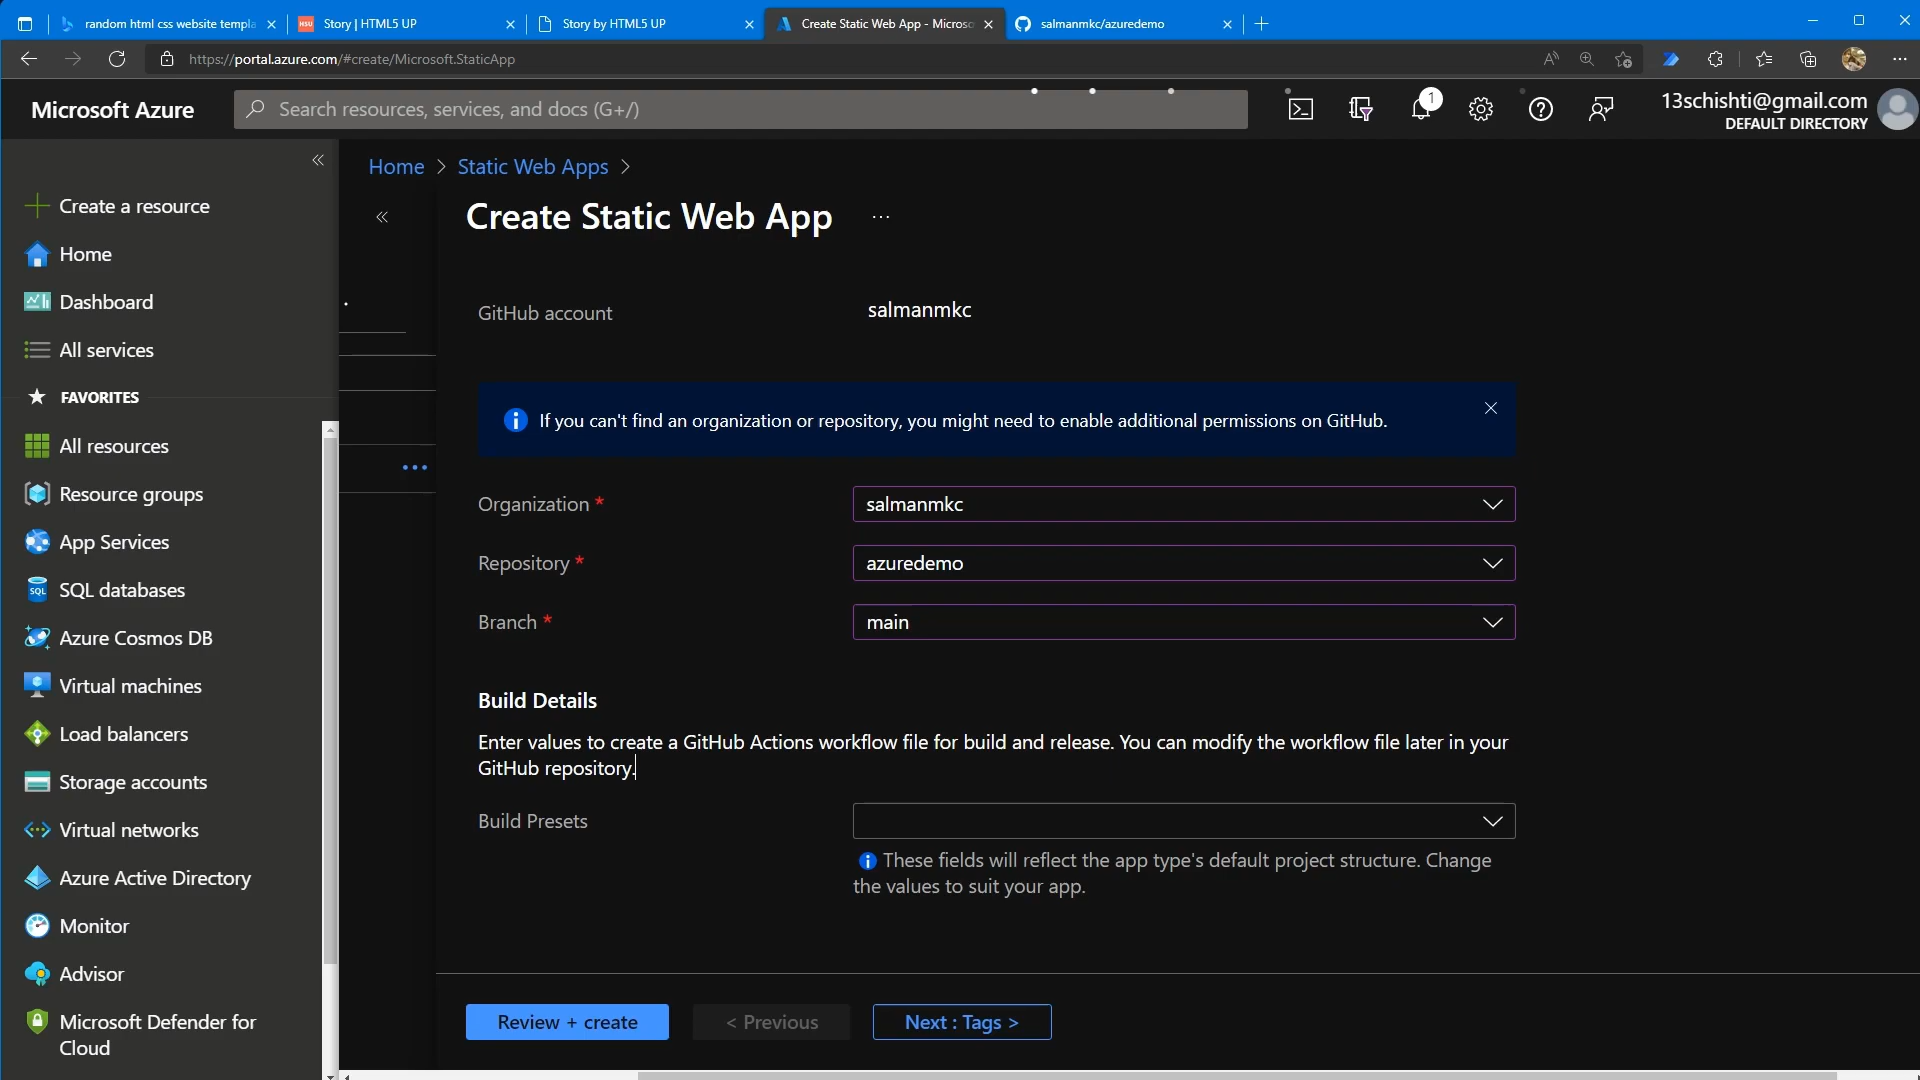 random html css website templa
Story | HTML5 UP
Story by HTML5 UP
Create Static Web App - Microso
salmanmkc/azuredemo
https://portal.azure.com/#create/Microsoft.StaticApp
Microsoft Azure
Search resources, services, and docs (G+/)
1
13schishti@gmail.com
DEFAULT DIRECTORY
Home > Static Web Apps >
Create Static Web App ...
Create a resource
Home
Dashboard
All services
FAVORITES
All resources
Resource groups
App Services
SQL databases
Azure Cosmos DB
Virtual machines
Load balancers
Storage accounts
Virtual networks
Azure Active Directory
Monitor
Advisor
Microsoft Defender for
Cloud
GitHub account salmanmkc
If you can't find an organization or repository, you might need to enable additional permissions on GitHub.
Organization * salmanmkc
Repository * azuredemo
Branch * main
Build Details
Enter values to create a GitHub Actions workflow file for build and release. You can modify the workflow file later in your
GitHub repository.
Build Presets
These fields will reflect the app type's default project structure. Change
the values to suit your app.
Review + create
< Previous
Next : Tags >